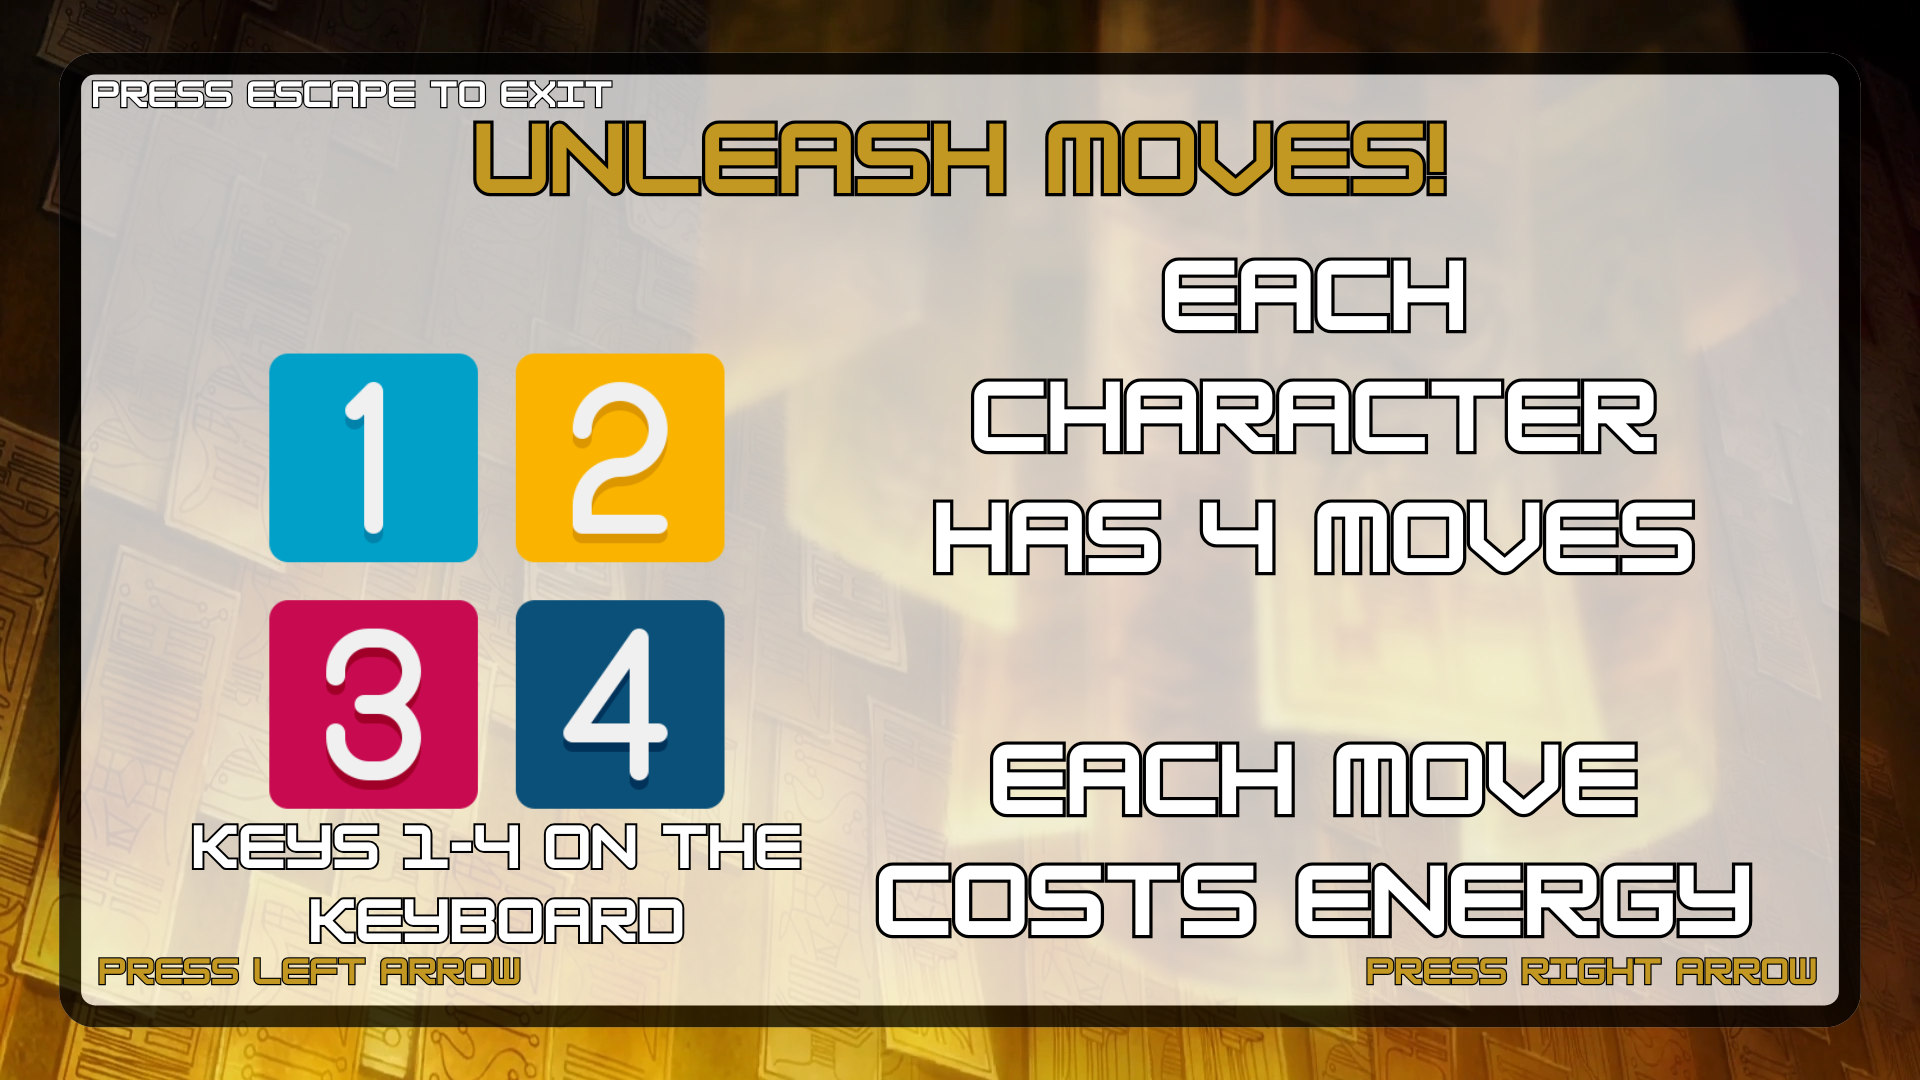 PRESS ESCAPE TO EXIT
UNLEASH MOVES!
1 2
3 4
KEYS 1-4 ON THE
KEYBOARD
EACH
CHARACTER
HAS 4 MOVES
EACH MOVE
COSTS ENERGY
PRESS LEFT ARROW
PRESS RIGHT ARROW